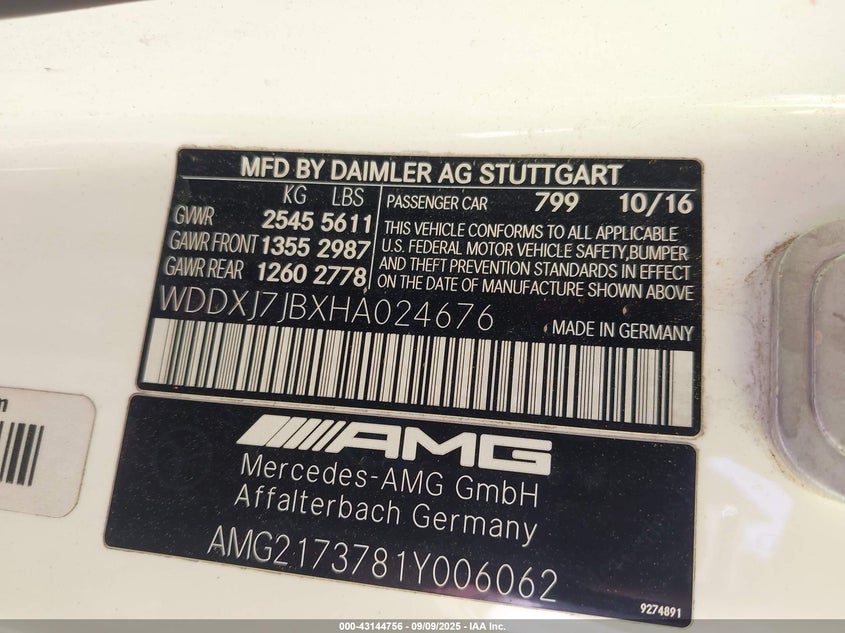 MFD BY DAIMLER AG STUTTGART
KG LBS
GVWR 2545 5611
GAWR FRONT 1355 2987
GAWR REAR 1260 2778
PASSENGER CAR 799 10/16
THIS VEHICLE CONFORMS TO ALL APPLICABLE
U.S. FEDERAL MOTOR VEHICLE SAFETY,BUMPER
AND THEFT PREVENTION STANDARDS IN EFFECT
ON THE DATE OF MANUFACTURE SHOWN ABOVE
WDDXJ7JBXHA024676
MADE IN GERMANY
AMG
Mercedes-AMG GmbH
Affalterbach Germany
AMG2173781Y006062
9274891
000-43144756 - 09/09/2025 - IAA Inc.